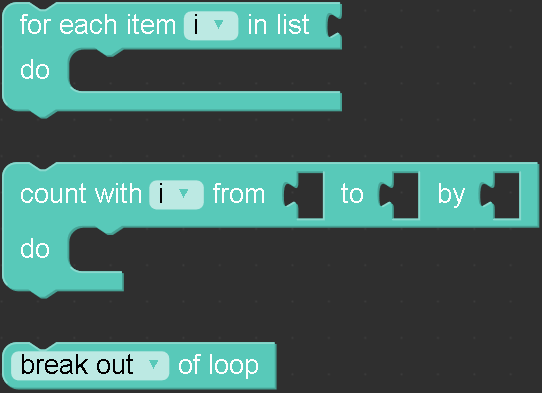 for each item i in list
do
count with i from to by
do
break out of loop